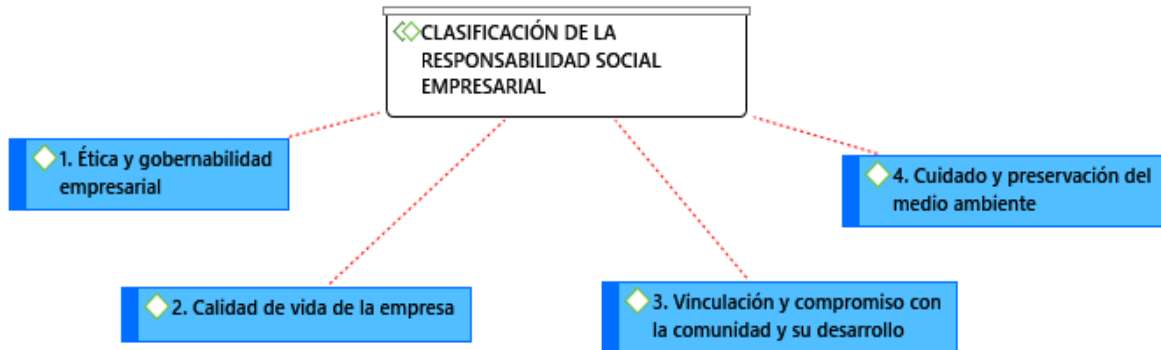 CLASIFICACIÓN DE LA
RESPONSABILIDAD SOCIAL
EMPRESARIAL
1. Ética y gobernabilidad
empresarial
2. Calidad de vida de la empresa
3. Vinculación y compromiso con
la comunidad y su desarrollo
4. Cuidado y preservación del
medio ambiente